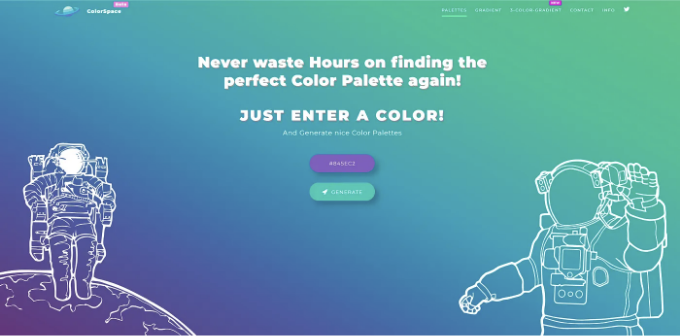 ColorSpace
Beta
PALETTES GRADIENT 3-COLOR-GRADIENT NEW CONTACT INFO
Never waste Hours on finding the
perfect Color Palette again!
JUST ENTER A COLOR!
And Generate nice Color Palettes
GENERATE